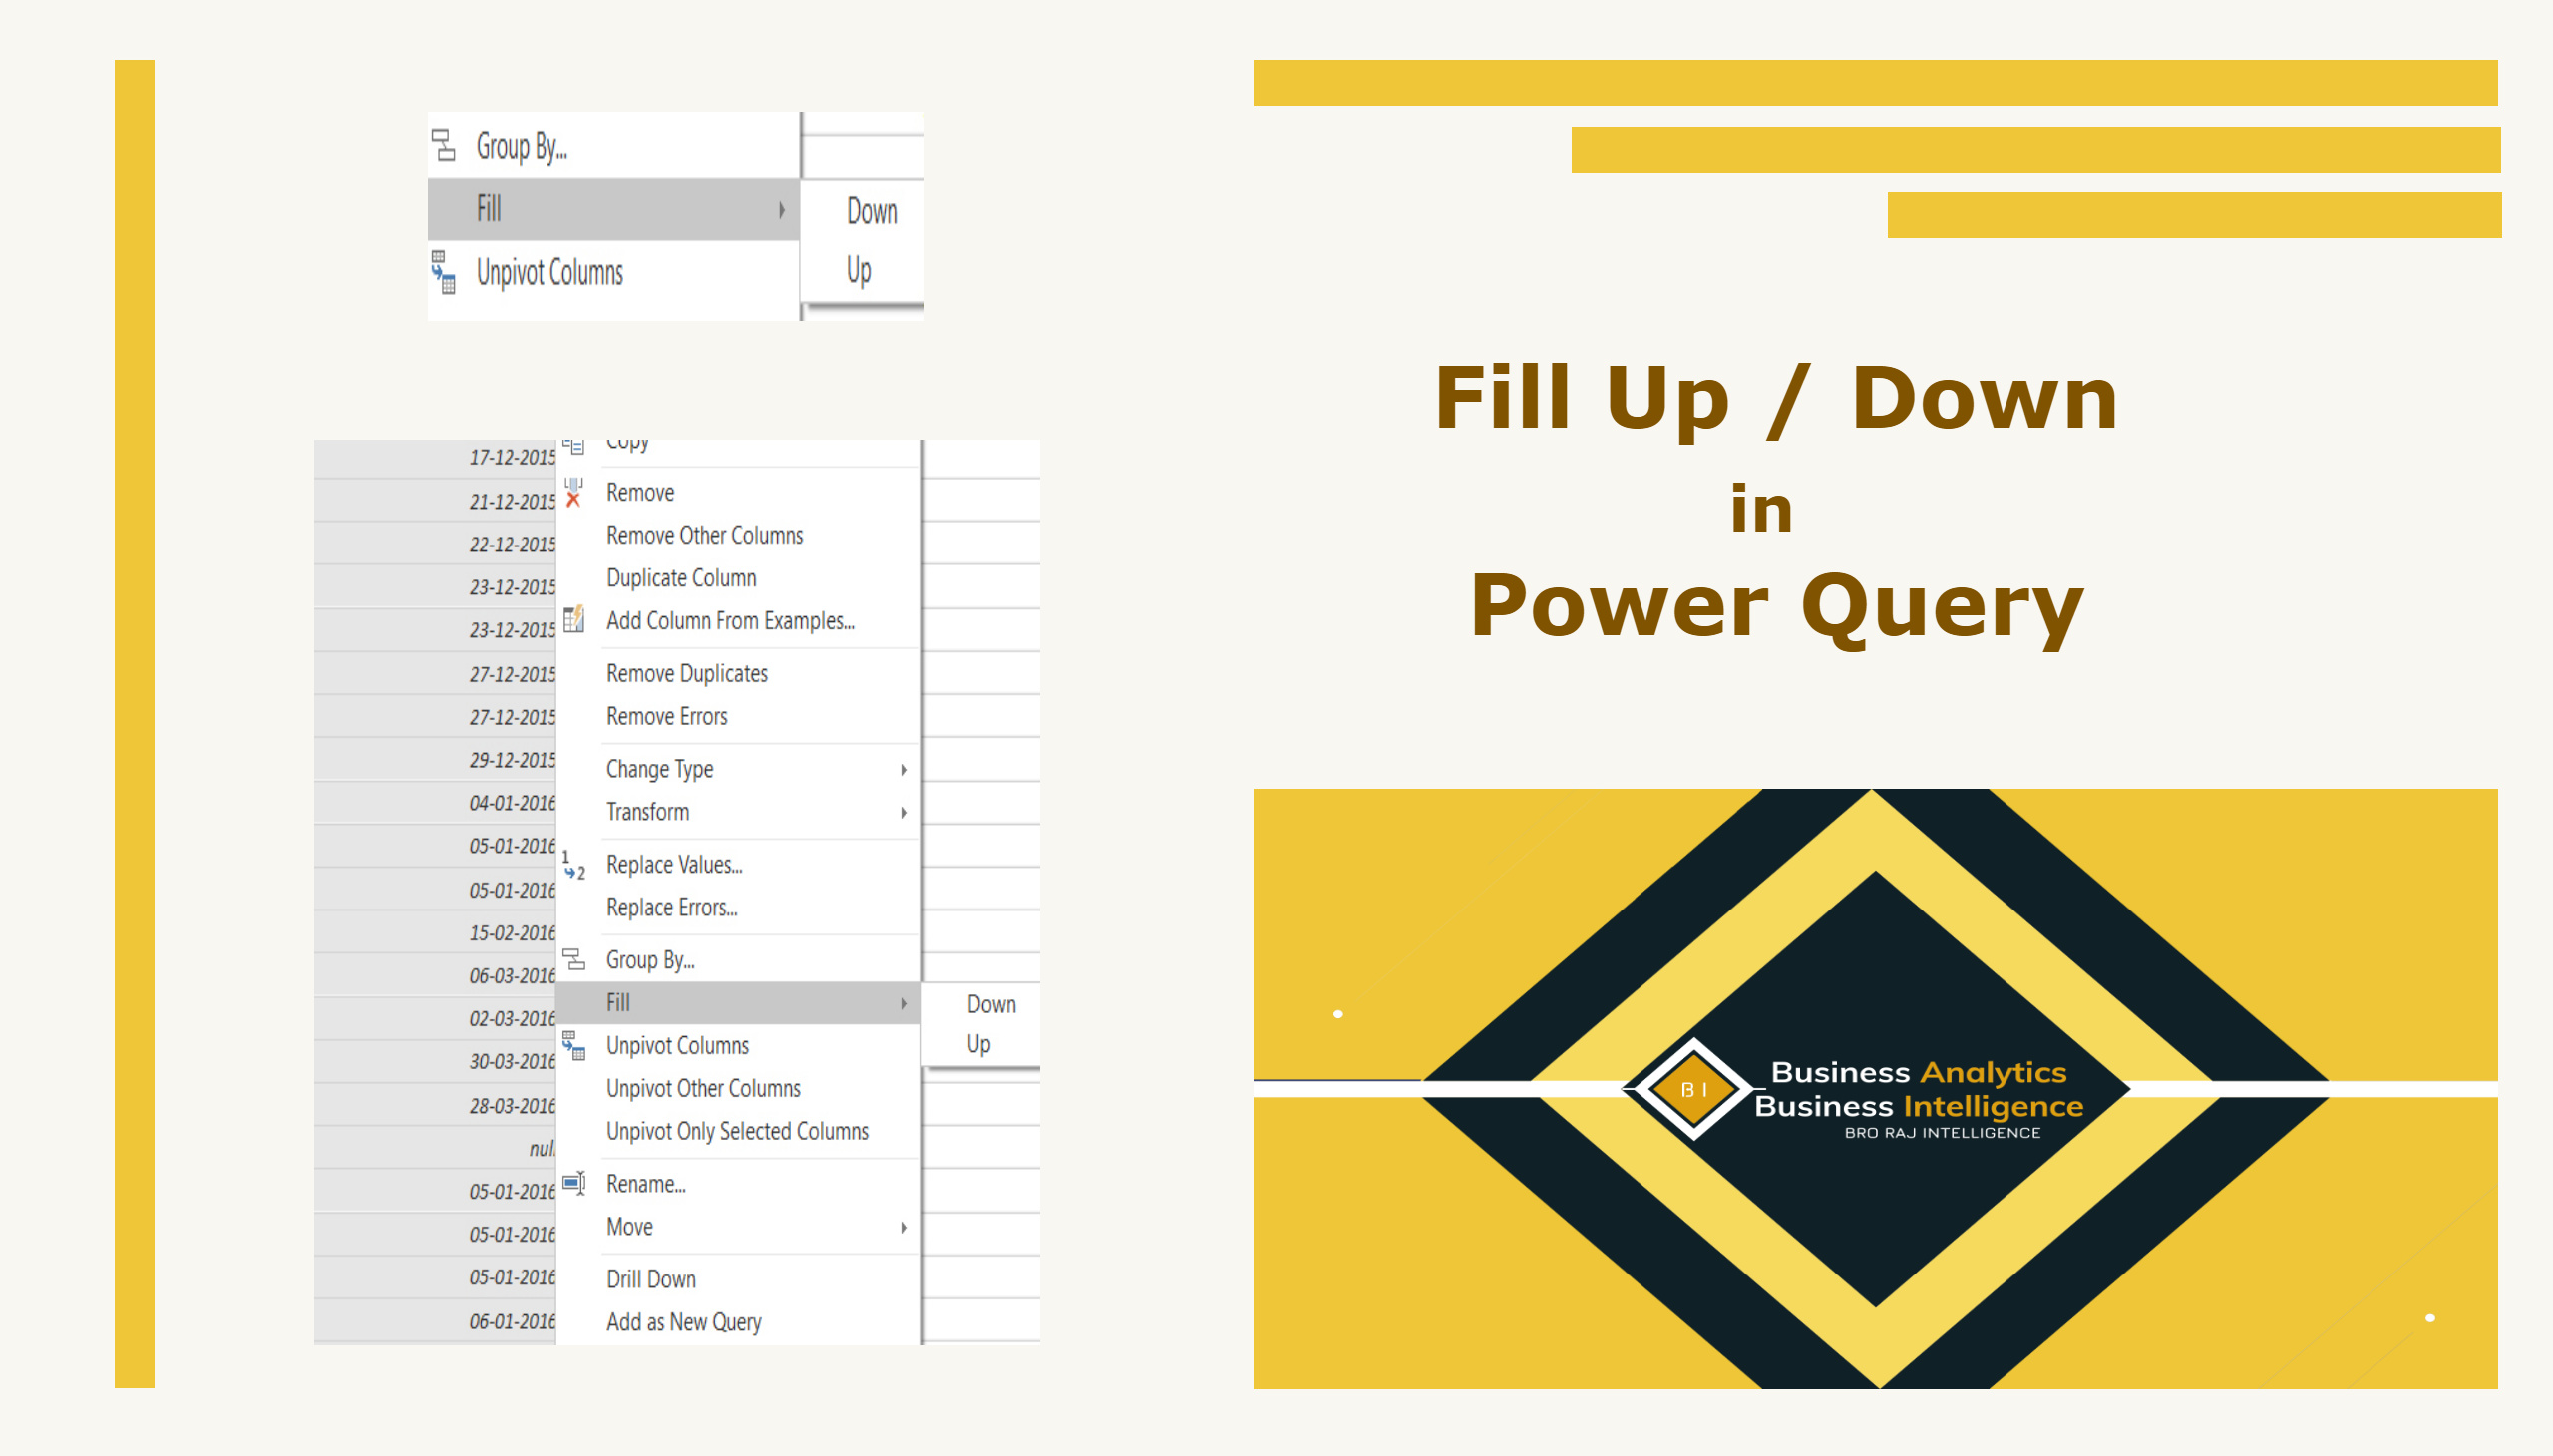 Group By...
Fill
Down
Unpivot Columns
Up
17-12-2015
21-12-2015
22-12-2015
23-12-2015
23-12-2015
27-12-2015
27-12-2015
29-12-2015
04-01-2016
05-01-2016
05-01-2016
15-02-2016
06-03-2016
02-03-2016
30-03-2016
28-03-2016
nul
05-01-2016
05-01-2016
05-01-2016
06-01-2016
Copy
Remove
Remove Other Columns
Duplicate Column
Add Column From Examples...
Remove Duplicates
Remove Errors
Change Type
Transform
1
2
Replace Values...
Replace Errors...
Group By...
Fill
Down
Up
Unpivot Columns
Unpivot Other Columns
Unpivot Only Selected Columns
Rename...
Move
Drill Down
Add as New Query
Fill Up / Down
in
Power Query
BI
Business Analytics
Business Intelligence
BRO RAJ INTELLIGENCE